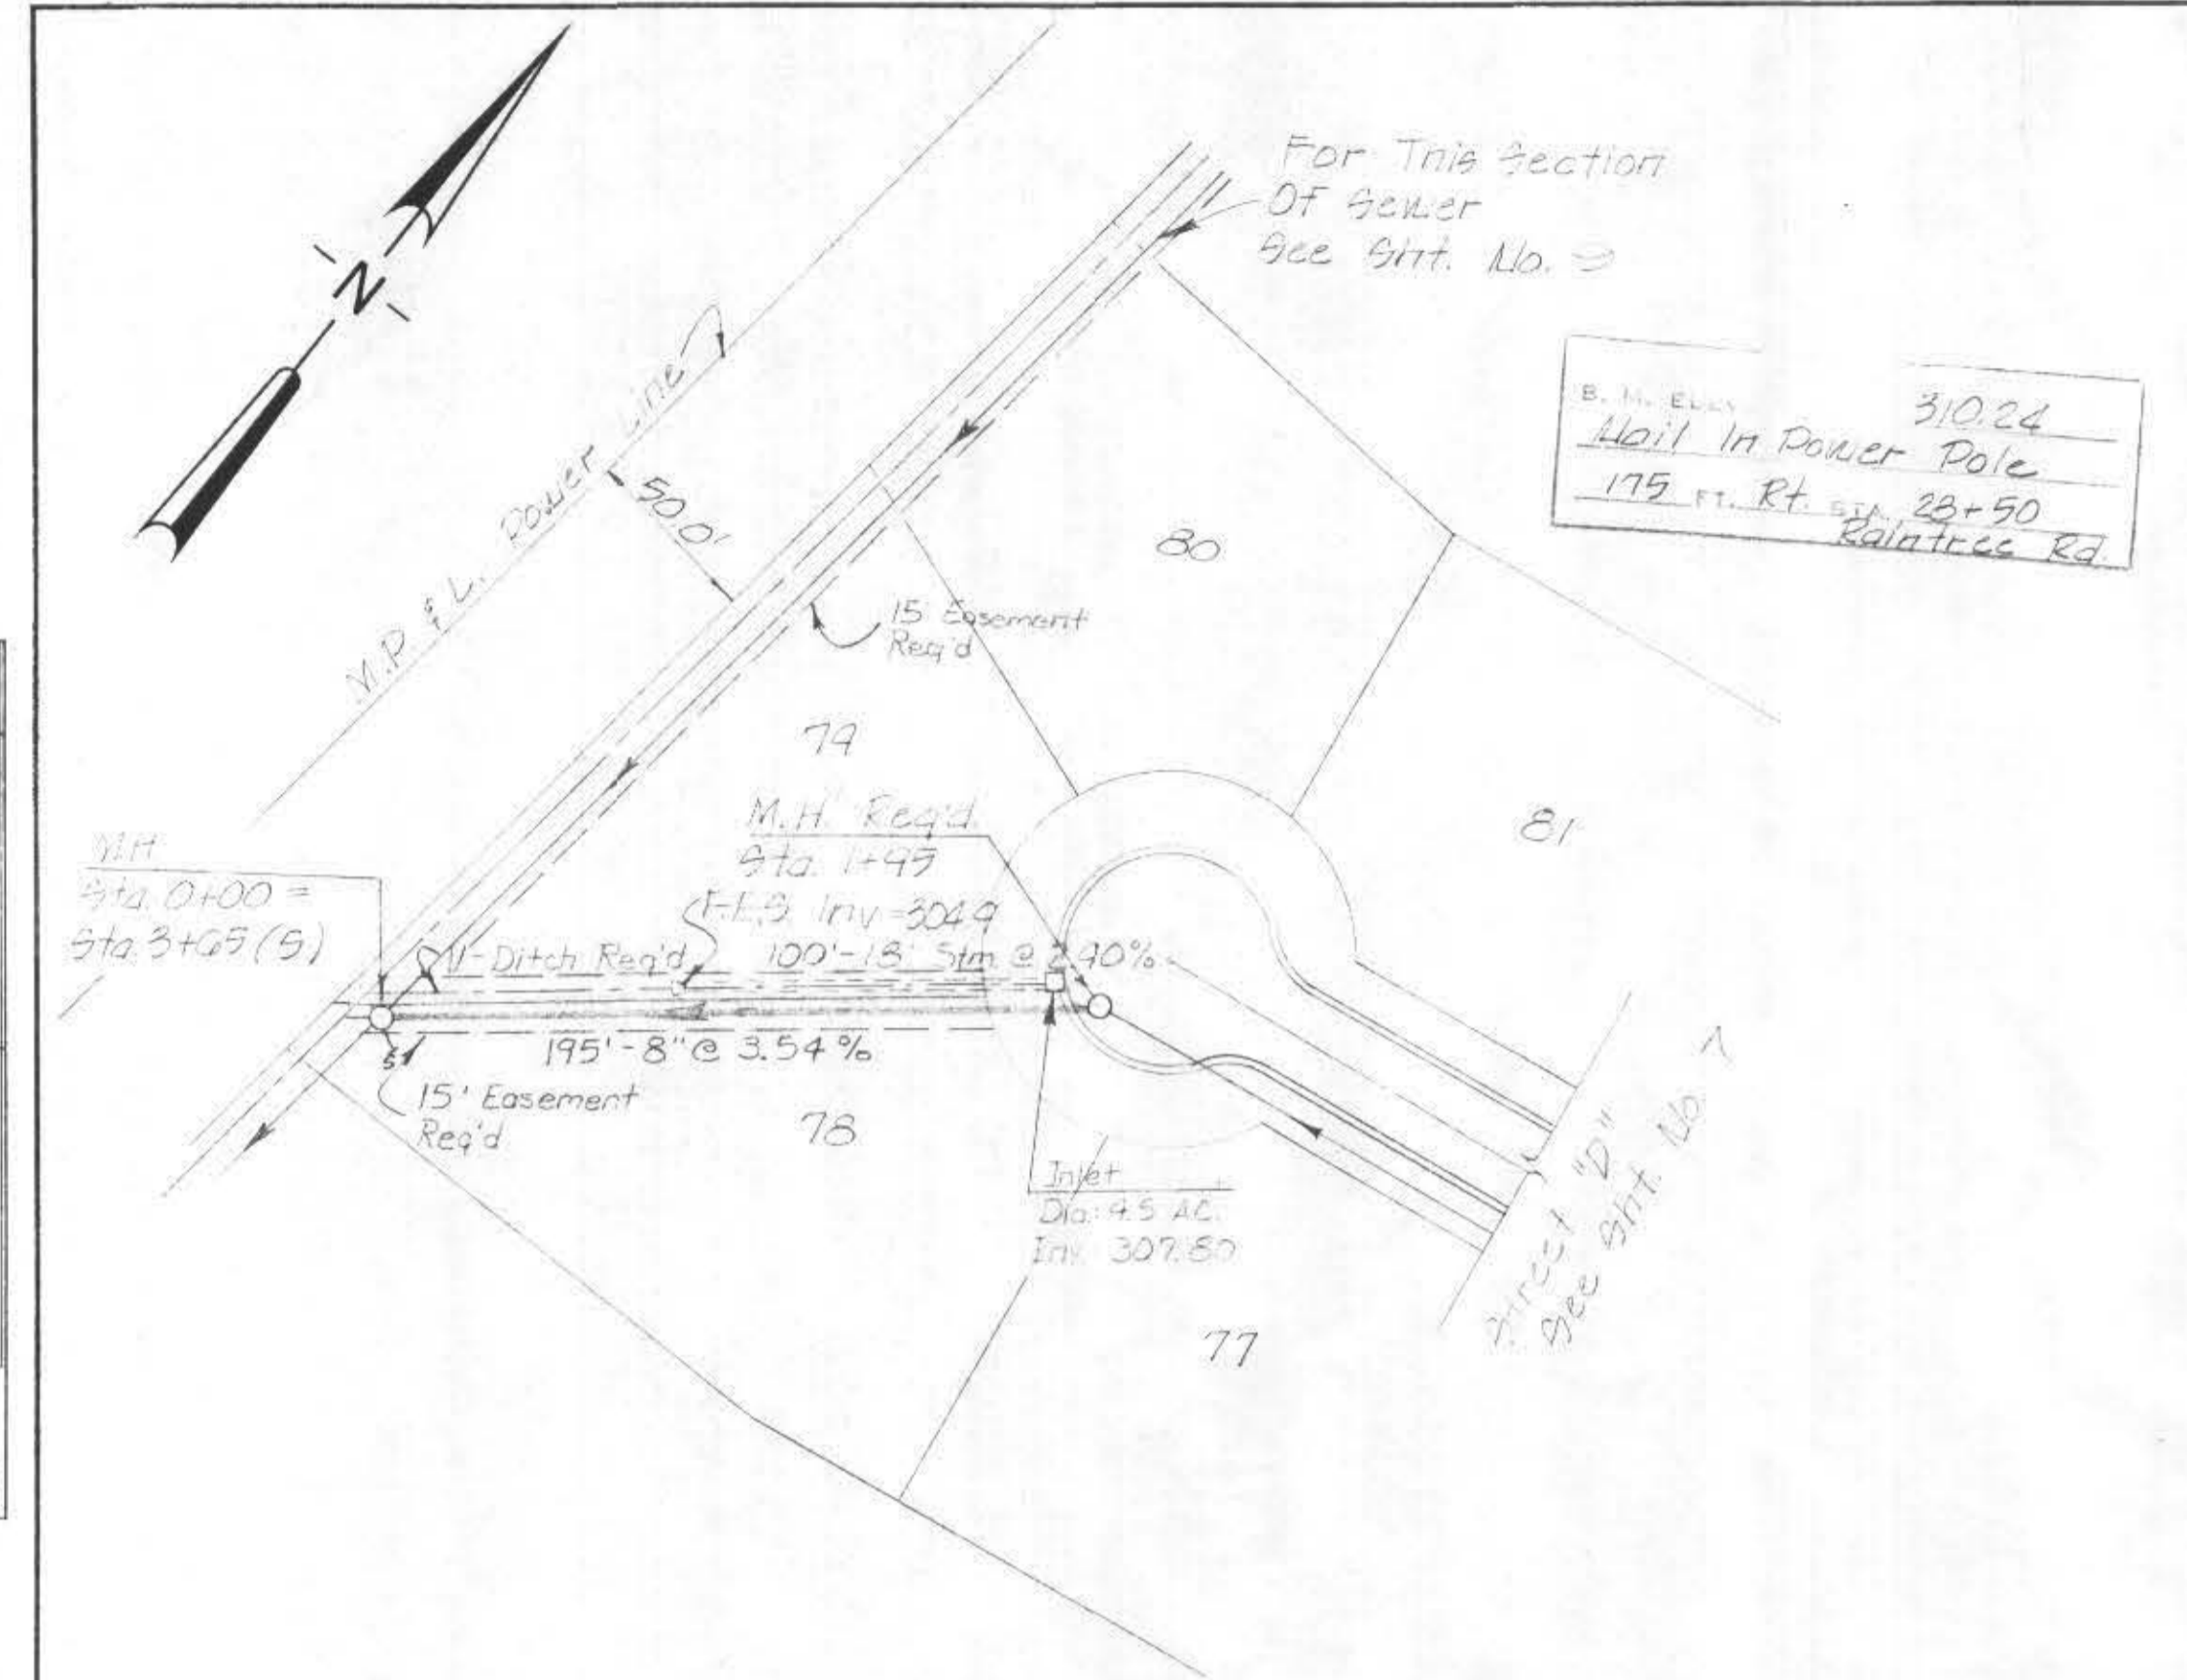 N
For This Section
Of Sewer
See Sht. No.
B. M. ELEV. 310.24
Nail In Power Pole
175 FT. Rt. STA. 28+50
Raintree Rd.
M.P. & L. Power Line
50.0'
15' Easement
Req'd
80
79
81
M.H. Req'd.
Sta. 1+95
F.E.S. Inv=304.9
100'-18" Stm @ 2.90%
M.H.
Sta. 0+00 =
Sta. 3+65 (S)
V-Ditch Req'd
195'-8" @ 3.54%
5'
15' Easement
Req'd
78
Inlet
D.a: 9.5 AC.
Inv. 307.80
77
Street "D"
See Sht. No. 7